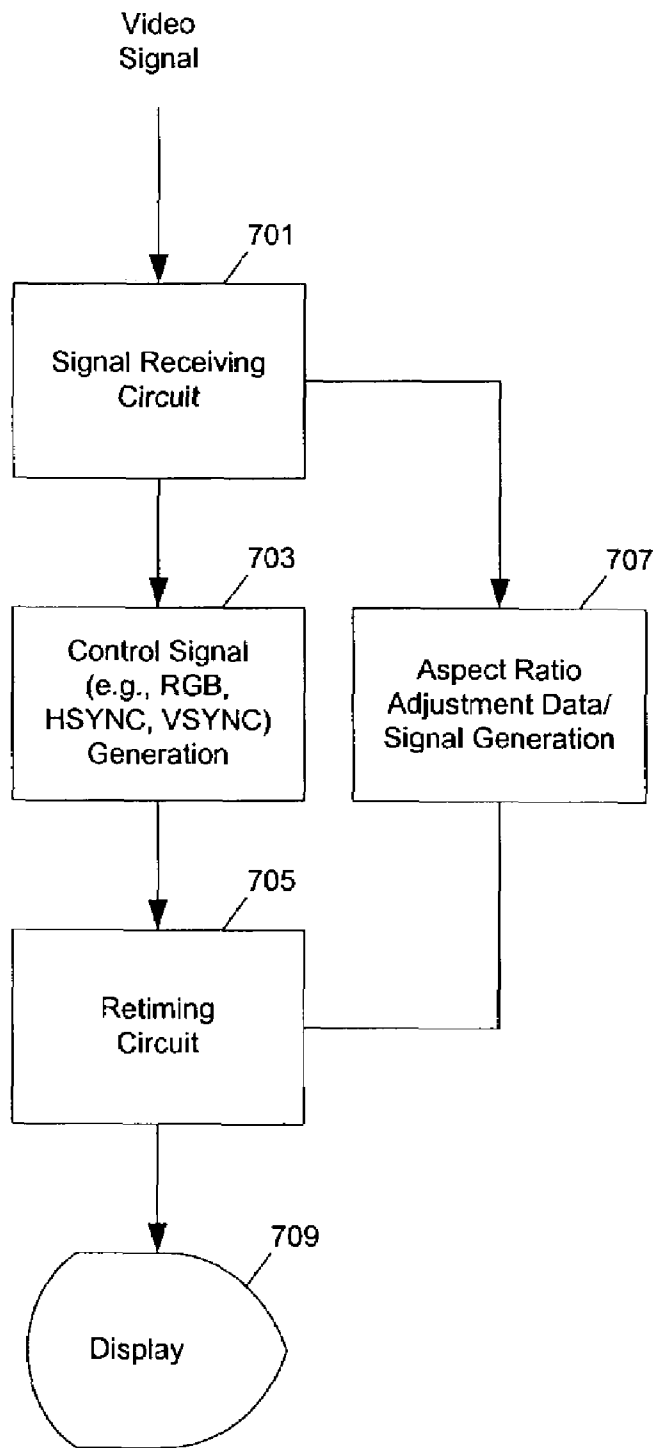 Video
Signal
701
Signal Receiving
Circuit
703
Control Signal
(e.g., RGB,
HSYNC, VSYNC)
Generation
707
Aspect Ratio
Adjustment Data/
Signal Generation
705
Retiming
Circuit
709
Display